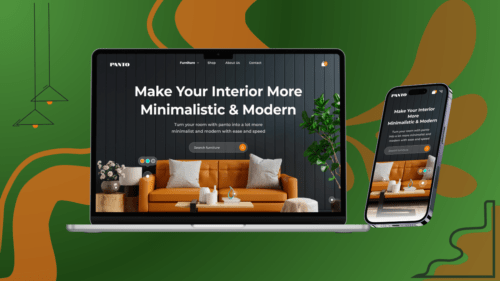 PANTO
Furniture Shop About Us Contact
Make Your Interior More
Minimalistic & Modern
Turn your room with panto into a lot more
minimalist and modern with ease and speed
Search furniture
PANTO
Make Your Interior
More
Minimalistic & Modern
Turn your room with panto
into a lot more minimalist and modern
with ease and speed
Search furniture